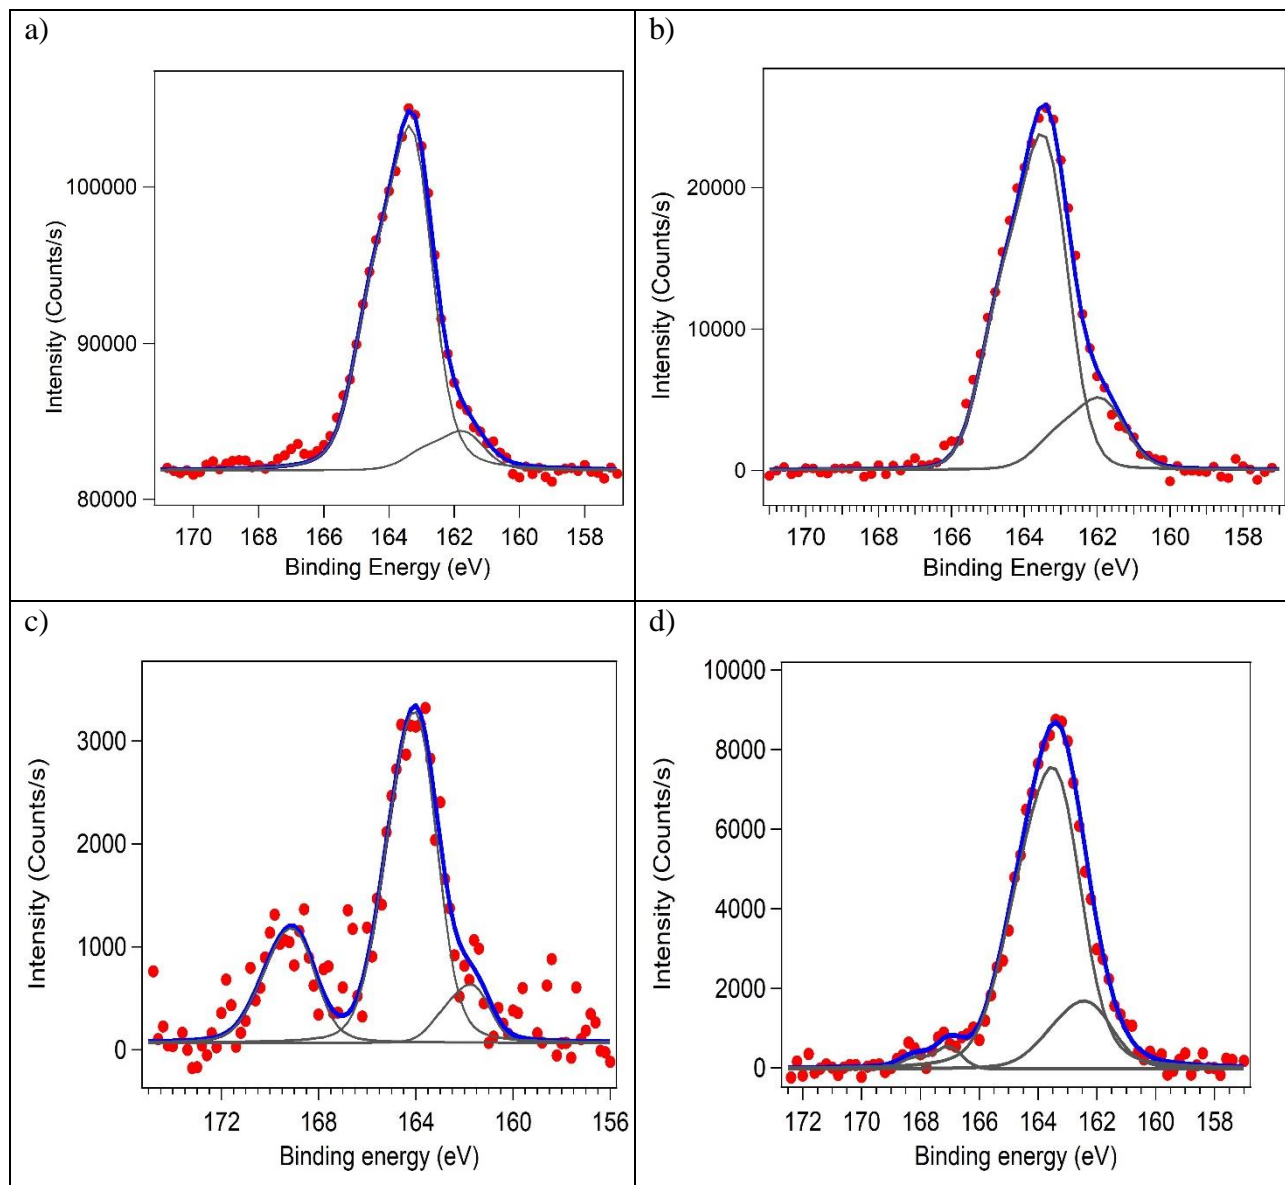 a)
100000
90000
80000
Intensity (Counts/s)
170 168 166 164 162 160 158
Binding Energy (eV)
b)
20000
10000
0
Intensity (Counts/s)
170 168 166 164 162 160 158
Binding Energy (eV)
c)
3000
2000
1000
0
Intensity (Counts/s)
172 168 164 160 156
Binding energy (eV)
d)
10000
8000
6000
4000
2000
0
Intensity (Counts/s)
172 170 168 166 164 162 160 158
Binding energy (eV)